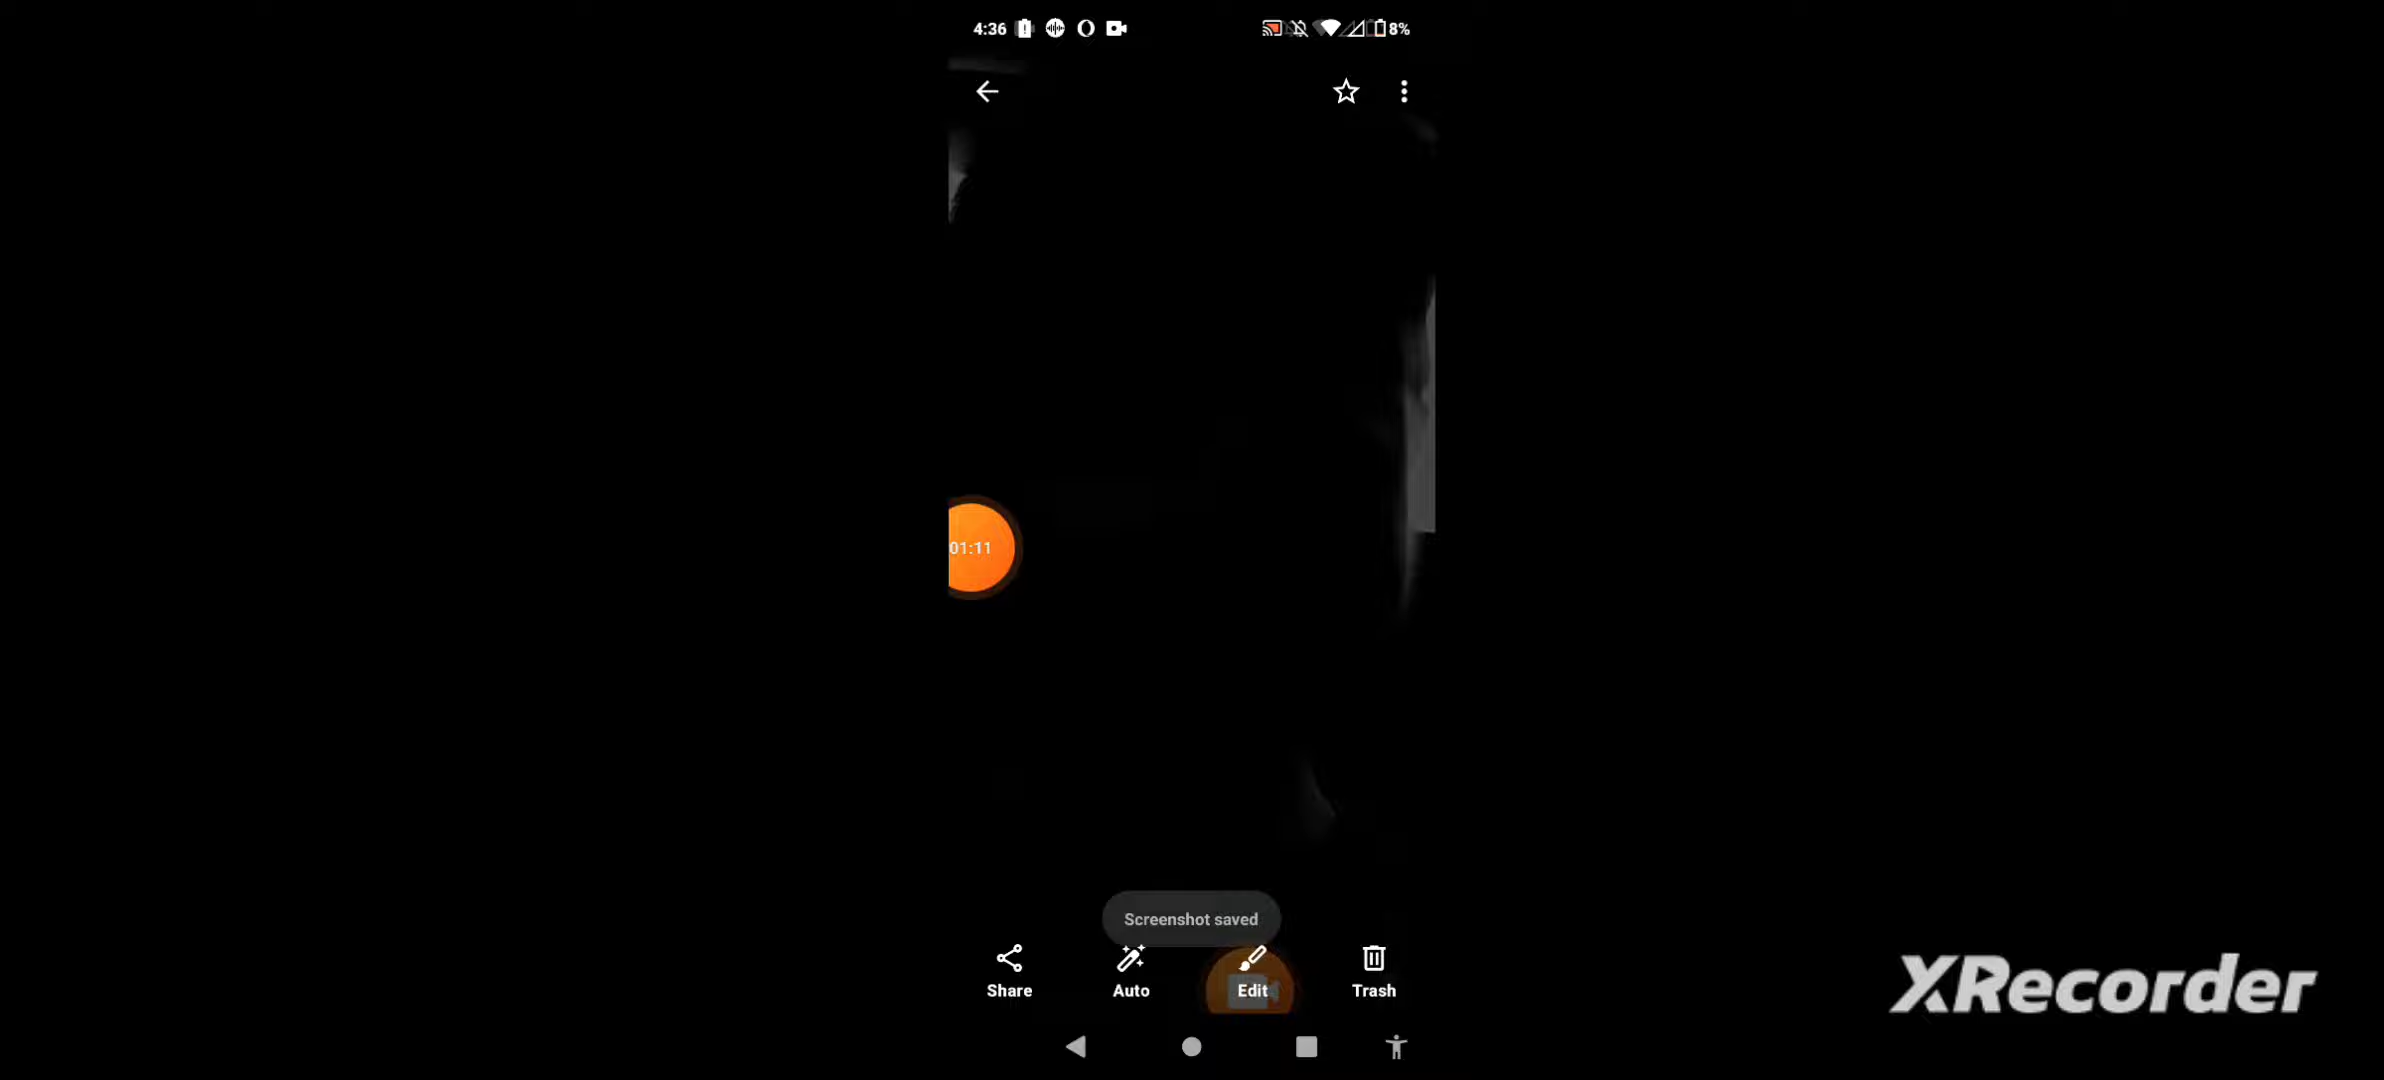 4:36 8%
01:11
Screenshot saved
Share Auto Edit Trash
XRecorder